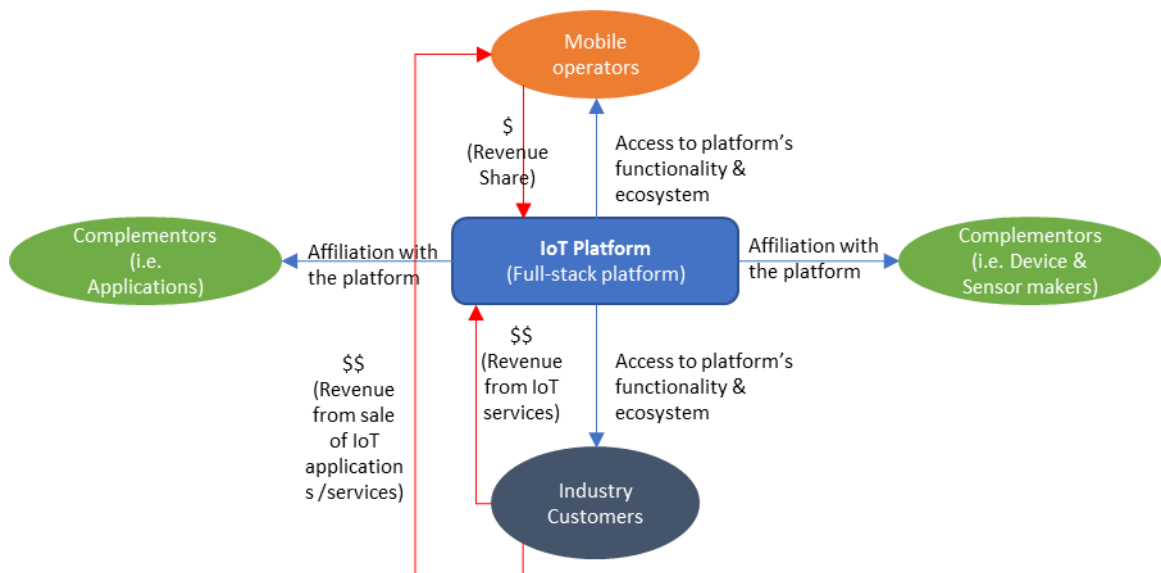 Mobile
operators
$
(Revenue
Share)
Access to platform's
functionality &
ecosystem
Complementors
(i.e.
Applications)
Affiliation with
the platform
IoT Platform
(Full-stack platform)
Affiliation with
the platform
Complementors
(i.e. Device &
Sensor makers)
$$
(Revenue
from sale
of IoT
application
s /services)
$$
(Revenue
from IoT
services)
Access to platform's
functionality &
ecosystem
Industry
Customers